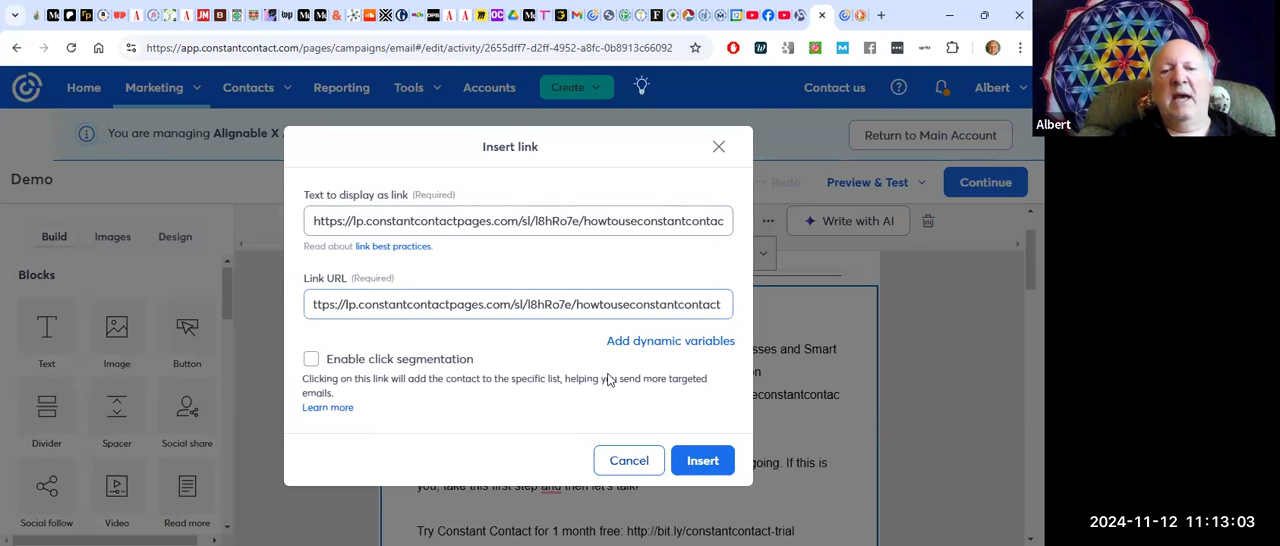 https://app.constantcontact.com/pages/campaigns/email#/edit/activity/2655dff7-d2ff-4952-a8fc-0b8913c66092
Home
Marketing
Contacts
Reporting
Tools
Accounts
Create
Contact us
Albert
Albert
You are managing Alignable X
Return to Main Account
Demo
Redo
Preview & Test
Continue
Insert link
Text to display as link (Required)
https://lp.constantcontactpages.com/sl/l8hRo7e/howtouseconstantcontac
Read about link best practices.
Link URL (Required)
ttps://lp.constantcontactpages.com/sl/l8hRo7e/howtouseconstantcontact
Add dynamic variables
Enable click segmentation
Clicking on this link will add the contact to the specific list, helping you send more targeted
emails.
Learn more
Cancel
Insert
Build
Images
Design
Blocks
Text
Image
Button
Divider
Spacer
Social share
Social follow
Video
Read more
Write with AI
sses and Smart
on
seconstantcontac
going. If this is
you, take this first step and then let's talk!
Try Constant Contact for 1 month free: http://bit.ly/constantcontact-trial
2024-11-12 11:13:03